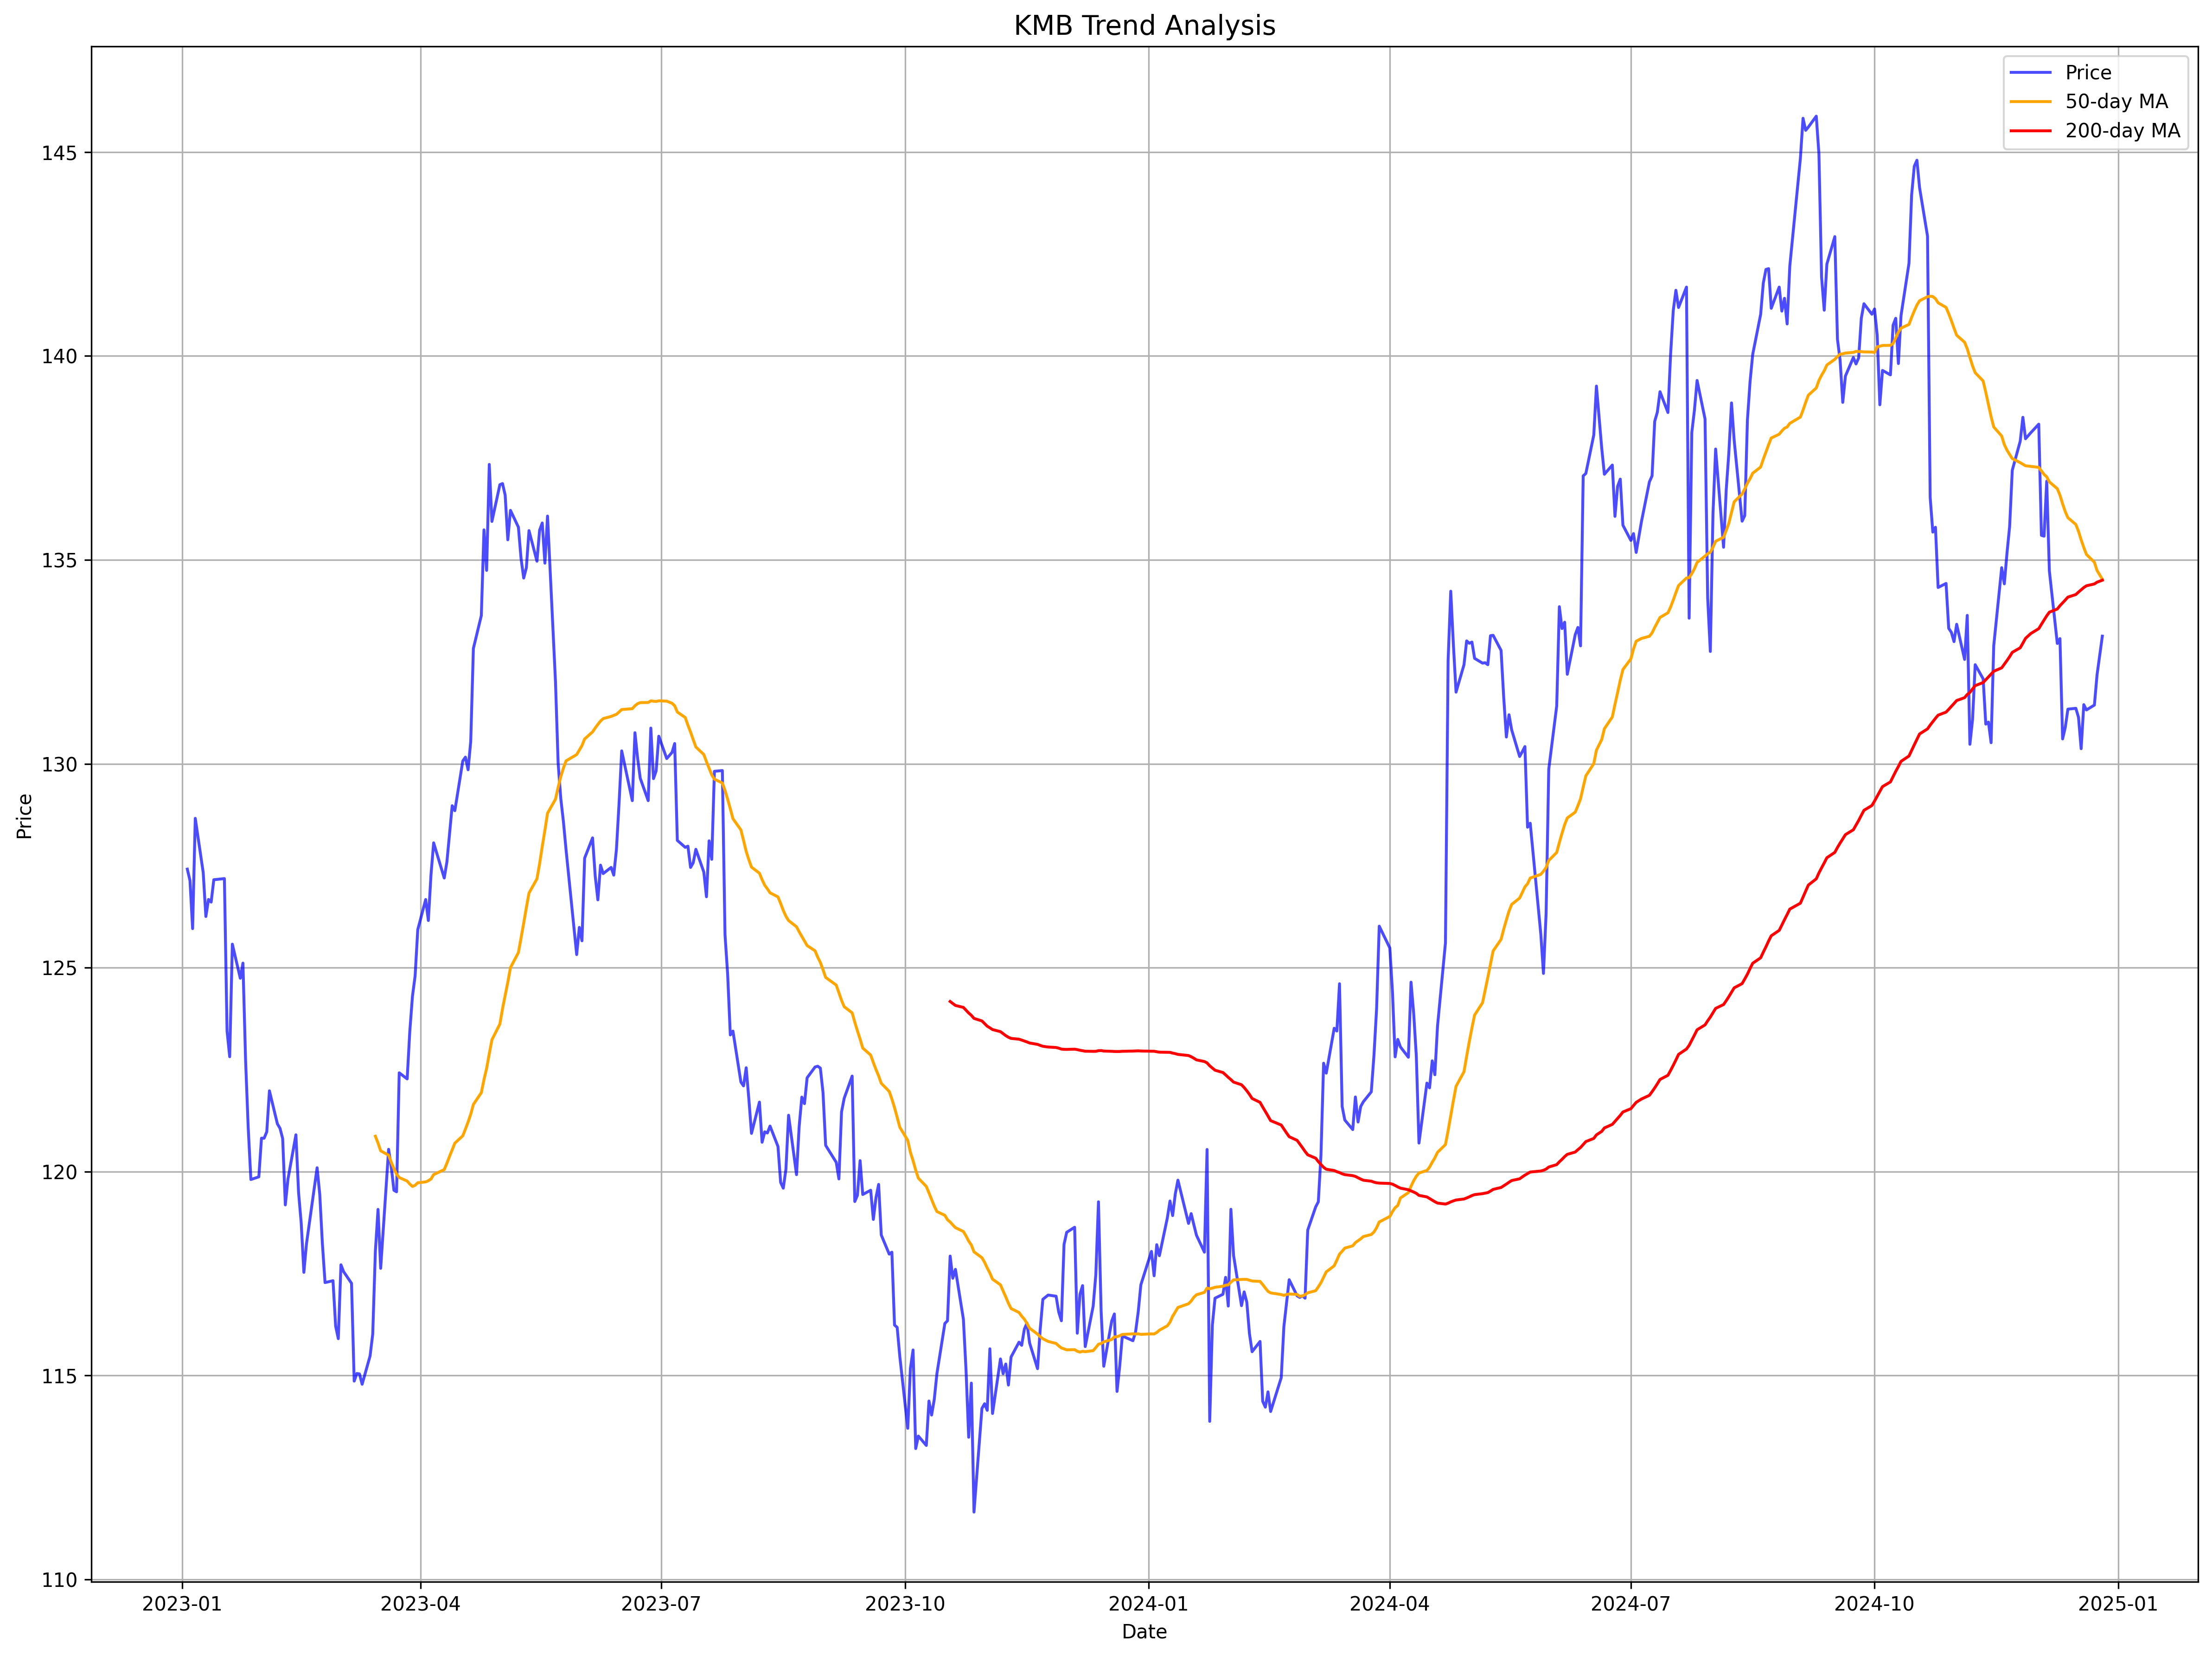 KMB Trend Analysis
Price
50-day MA
200-day MA
Price
145
140
135
130
125
120
115
110
2023-01
2023-04
2023-07
2023-10
2024-01
2024-04
2024-07
2024-10
2025-01
Date